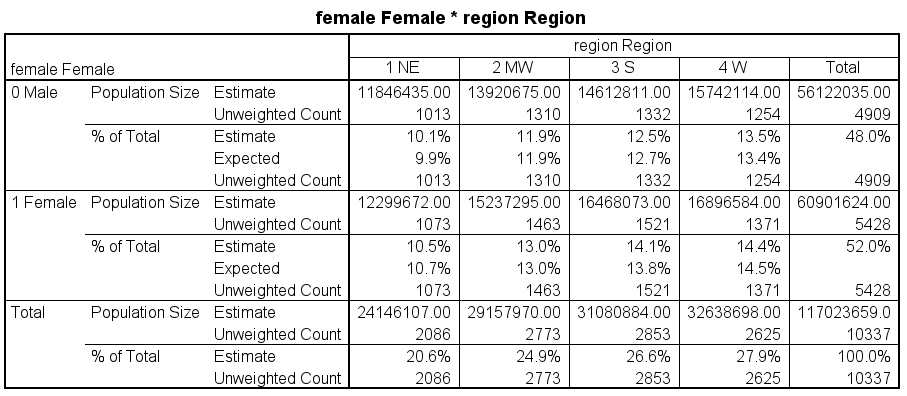 female Female * region Region
region Region
female Female 1 NE 2 MW 3 S 4 W Total
0 Male Population Size Estimate 11846435.00 13920675.00 14612811.00 15742114.00 56122035.00
Unweighted Count 1013 1310 1332 1254 4909
% of Total Estimate 10.1% 11.9% 12.5% 13.5% 48.0%
Expected 9.9% 11.9% 12.7% 13.4%
Unweighted Count 1013 1310 1332 1254 4909
1 Female Population Size Estimate 12299672.00 15237295.00 16468073.00 16896584.00 60901624.00
Unweighted Count 1073 1463 1521 1371 5428
% of Total Estimate 10.5% 13.0% 14.1% 14.4% 52.0%
Expected 10.7% 13.0% 13.8% 14.5%
Unweighted Count 1073 1463 1521 1371 5428
Total Population Size Estimate 24146107.00 29157970.00 31080884.00 32638698.00 117023659.0
Unweighted Count 2086 2773 2853 2625 10337
% of Total Estimate 20.6% 24.9% 26.6% 27.9% 100.0%
Unweighted Count 2086 2773 2853 2625 10337